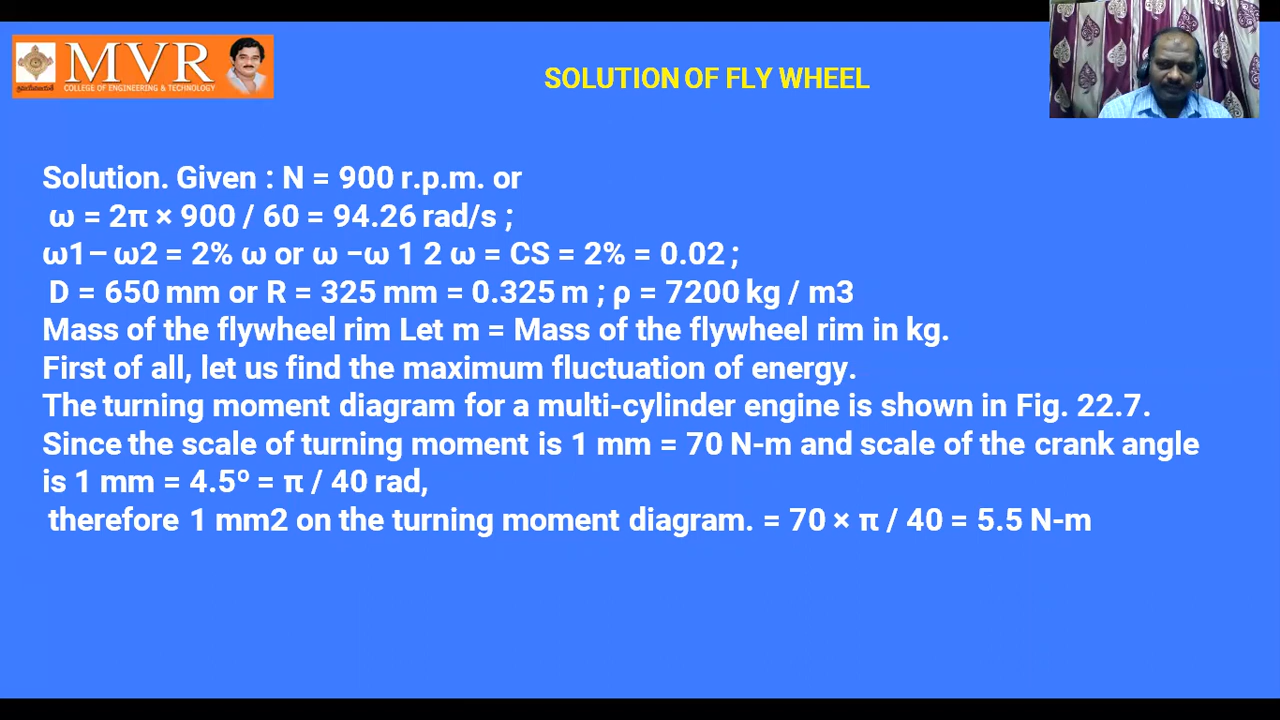 MVR
COLLEGE OF ENGINEERING & TECHNOLOGY
SOLUTION OF FLY WHEEL
Solution. Given : N = 900 r.p.m. or
ω = 2π × 900 / 60 = 94.26 rad/s ;
ω1– ω2 = 2% ω or ω −ω 1 2 ω = CS = 2% = 0.02 ;
D = 650 mm or R = 325 mm = 0.325 m ; ρ = 7200 kg / m3
Mass of the flywheel rim Let m = Mass of the flywheel rim in kg.
First of all, let us find the maximum fluctuation of energy.
The turning moment diagram for a multi-cylinder engine is shown in Fig. 22.7.
Since the scale of turning moment is 1 mm = 70 N-m and scale of the crank angle
is 1 mm = 4.5º = π / 40 rad,
therefore 1 mm2 on the turning moment diagram. = 70 × π / 40 = 5.5 N-m